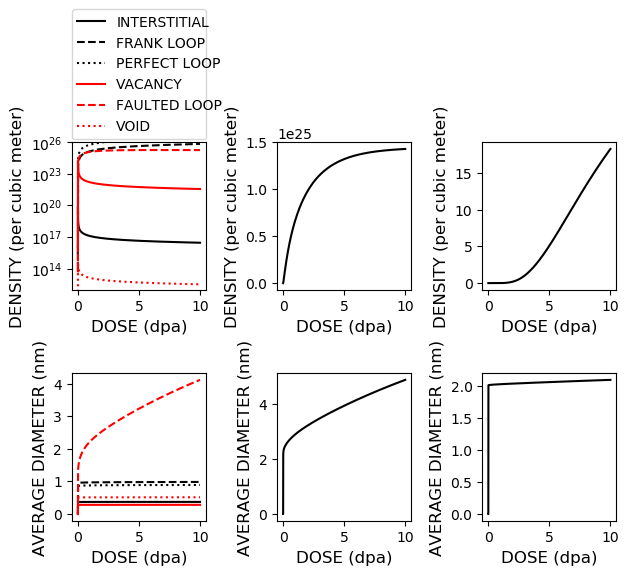 INTERSTITIAL
FRANK LOOP
PERFECT LOOP
VACANCY
FAULTED LOOP
VOID
DENSITY (per cubic meter)
10^26
10^23
10^20
10^17
10^14
0
5
10
DOSE (dpa)
1e25
DENSITY (per cubic meter)
1.5
1.0
0.5
0.0
0
5
10
DOSE (dpa)
DENSITY (per cubic meter)
15
10
5
0
0
5
10
DOSE (dpa)
AVERAGE DIAMETER (nm)
4
3
2
1
0
0
5
10
DOSE (dpa)
AVERAGE DIAMETER (nm)
4
2
0
0
5
10
DOSE (dpa)
AVERAGE DIAMETER (nm)
2.0
1.5
1.0
0.5
0.0
0
5
10
DOSE (dpa)